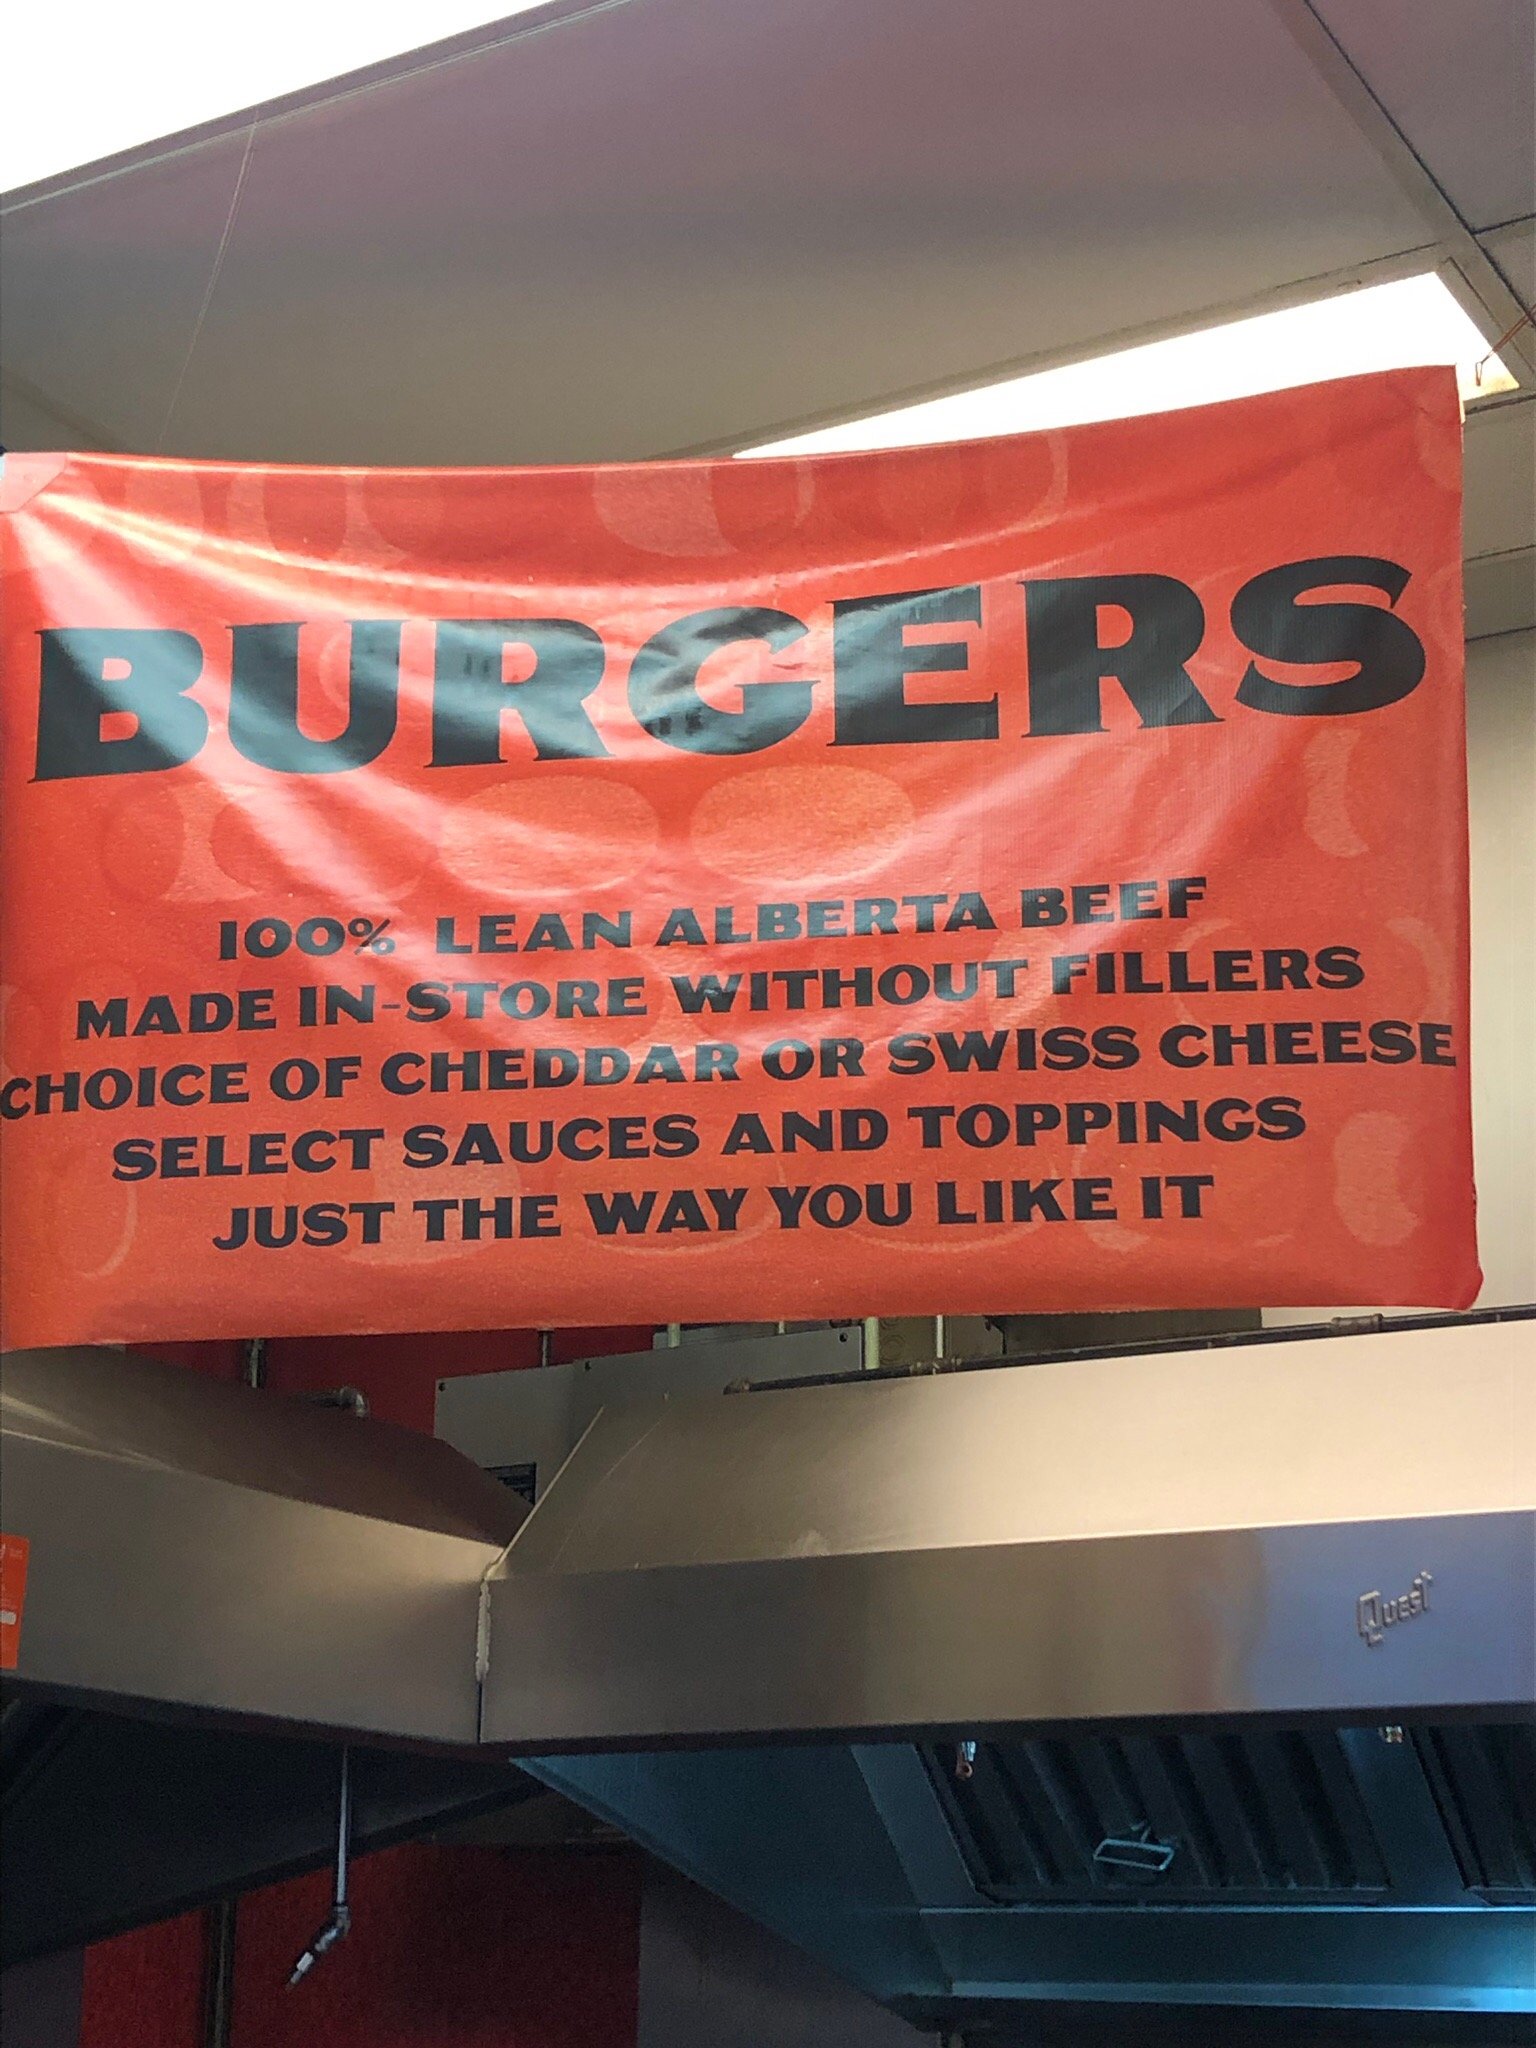 BURGERS
100% LEAN ALBERTA BEEF
MADE IN-STORE WITHOUT FILLERS
CHOICE OF CHEDDAR OR SWISS CHEESE
SELECT SAUCES AND TOPPINGS
JUST THE WAY YOU LIKE IT
Quest